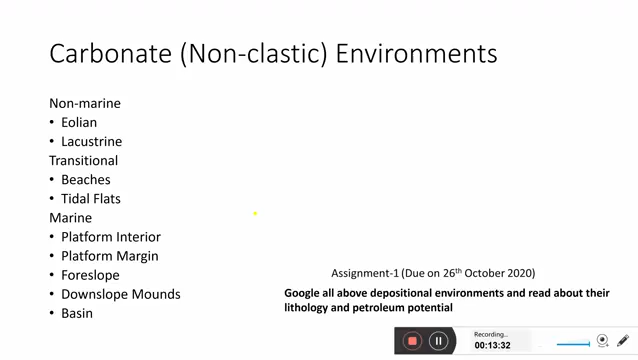 Carbonate (Non-clastic) Environments
Non-marine
• Eolian
• Lacustrine
Transitional
• Beaches
• Tidal Flats
Marine
• Platform Interior
• Platform Margin
• Foreslope
• Downslope Mounds
• Basin
Assignment-1 (Due on 26th October 2020)
Google all above depositional environments and read about their
lithology and petroleum potential
Recording...
00:13:32